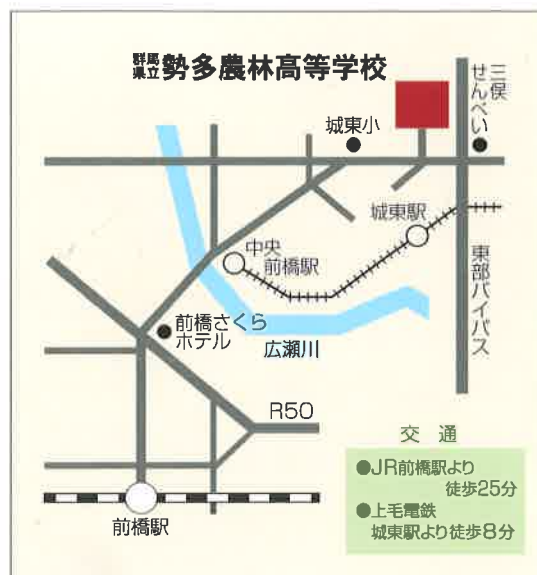 群馬県立 勢多農林高等学校
三俣せんべい
城東小
城東駅
中央
前橋駅
東部バイパス
前橋さくら
ホテル
広瀬川
R50
交 通
●JR前橋駅より
徒歩25分
●上毛電鉄
城東駅より徒歩8分
前橋駅